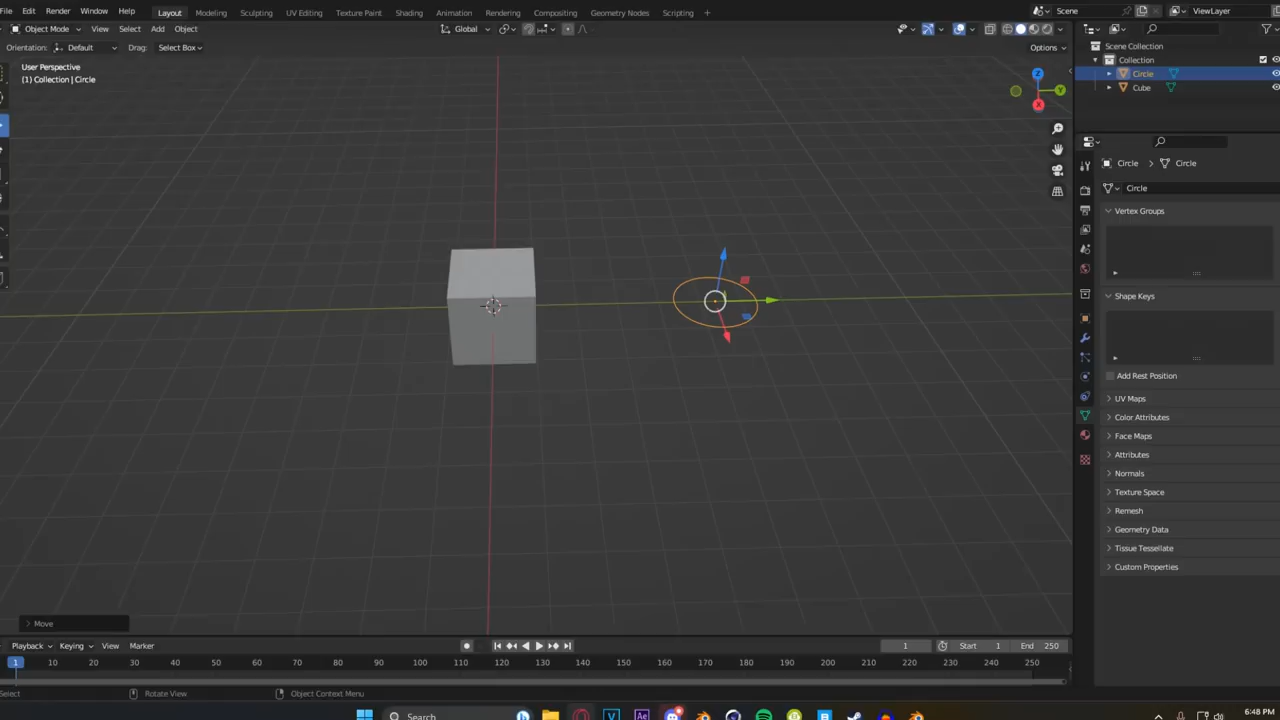 File Edit Render Window Help Layout Modeling Sculpting UV Editing Texture Paint Shading Animation Rendering Compositing Geometry Nodes Scripting + Scene ViewLayer
Object Mode View Select Add Object Global
Orientation: Default Drag: Select Box Options
User Perspective
(1) Collection | Circle
Z
Y
X
Scene Collection
Collection
Circle
Cube
Circle > Circle
Circle
Vertex Groups
Shape Keys
Add Rest Position
UV Maps
Color Attributes
Face Maps
Attributes
Normals
Texture Space
Remesh
Geometry Data
Tissue Tessellate
Custom Properties
Move
Playback Keying View Marker 1 Start 1 End 250
1 10 20 30 40 50 60 70 80 90 100 110 120 130 140 150 160 170 180 190 200 210 220 230 240 250
Select Rotate View Object Context Menu
Search
6:48 PM